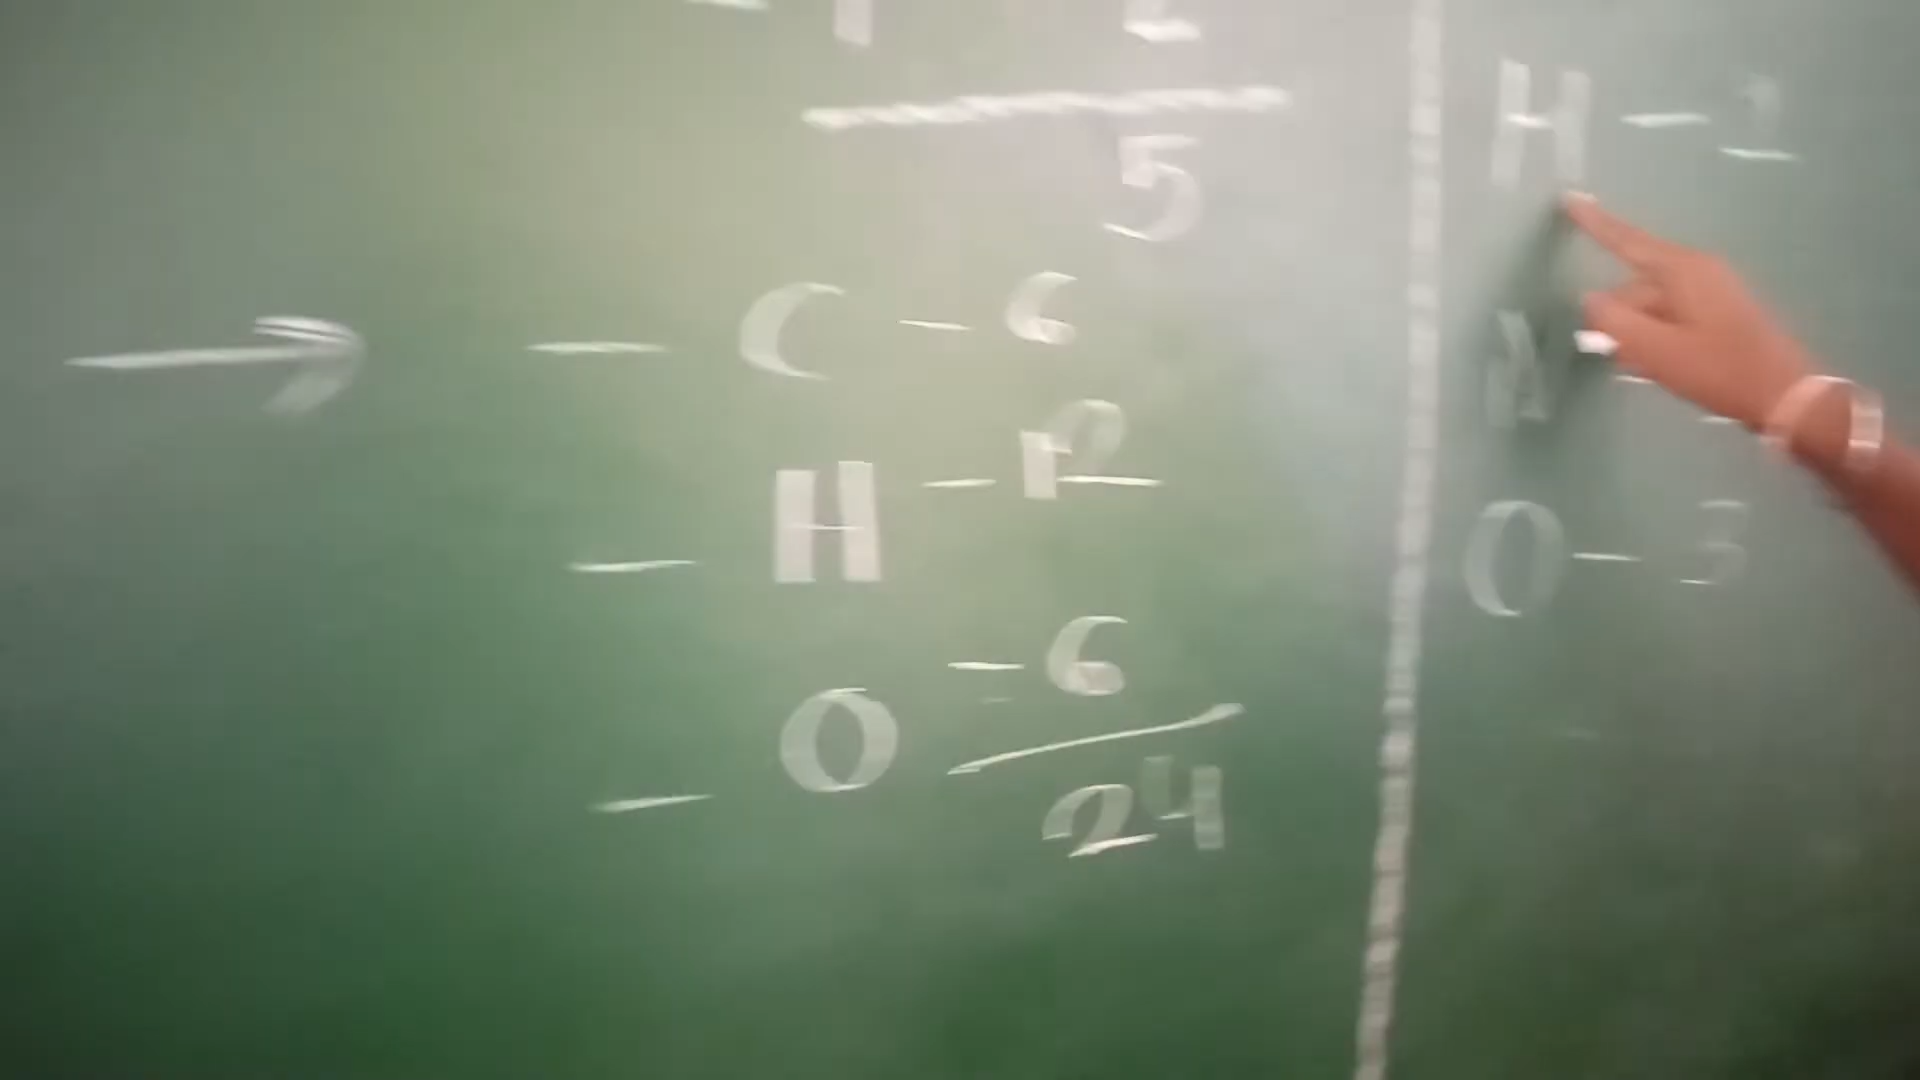 5
→ - C - 6
- H - 12
- O - 6
24
H - 1
N -
O - 3